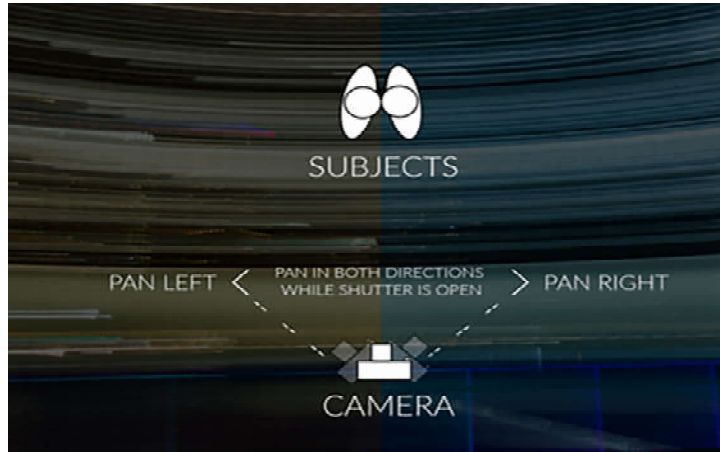 SUBJECTS
PAN LEFT
PAN IN BOTH DIRECTIONS
WHILE SHUTTER IS OPEN
PAN RIGHT
CAMERA